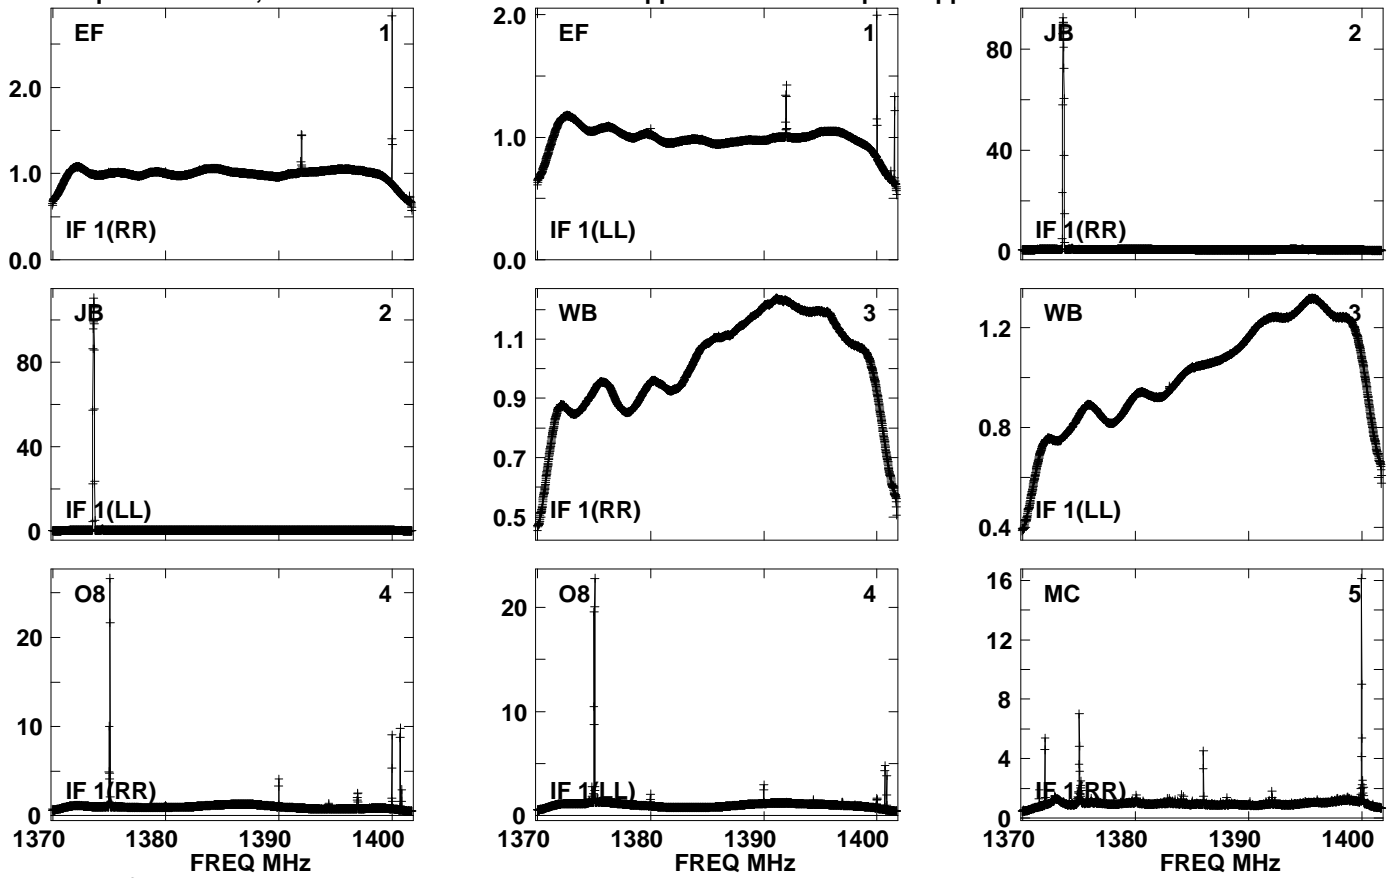 EF 1
2.0
1.0
0.0
IF 1(RR)
EF 1
2.0
1.0
0.0
IF 1(LL)
JB 2
80
40
0
IF 1(RR)
JB 2
80
40
0
IF 1(LL)
WB 3
1.1
0.9
0.7
0.5
IF 1(RR)
WB 3
1.2
0.8
0.4
IF 1(LL)
O8 4
20
10
0
IF 1(RR)
1370 1380 1390 1400
FREQ MHz
O8 4
20
10
0
IF 1(LL)
1370 1380 1390 1400
FREQ MHz
MC 5
16
12
8
4
0
IF 1(RR)
1370 1380 1390 1400
FREQ MHz